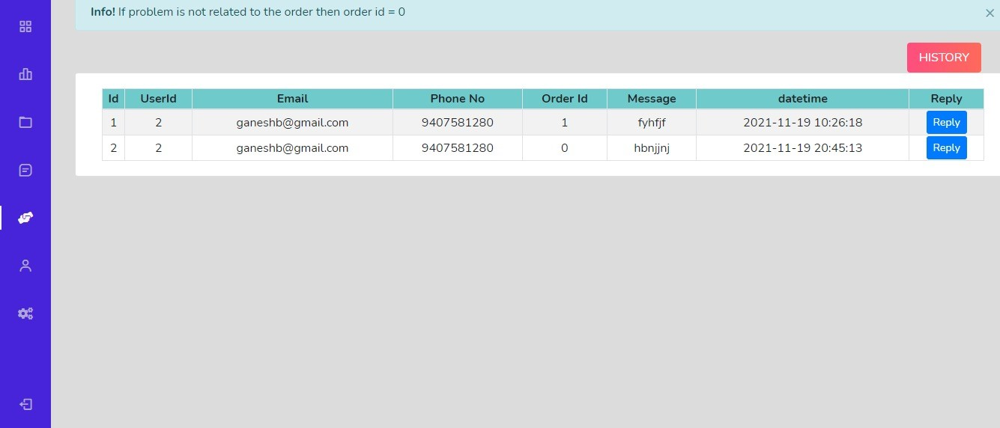 Info! If problem is not related to the order then order id = 0 ×
HISTORY
Id UserId Email Phone No Order Id Message datetime Reply
1 2 ganeshb@gmail.com 9407581280 1 fyhfjf 2021-11-19 10:26:18 Reply
2 2 ganeshb@gmail.com 9407581280 0 hbnjjnj 2021-11-19 20:45:13 Reply